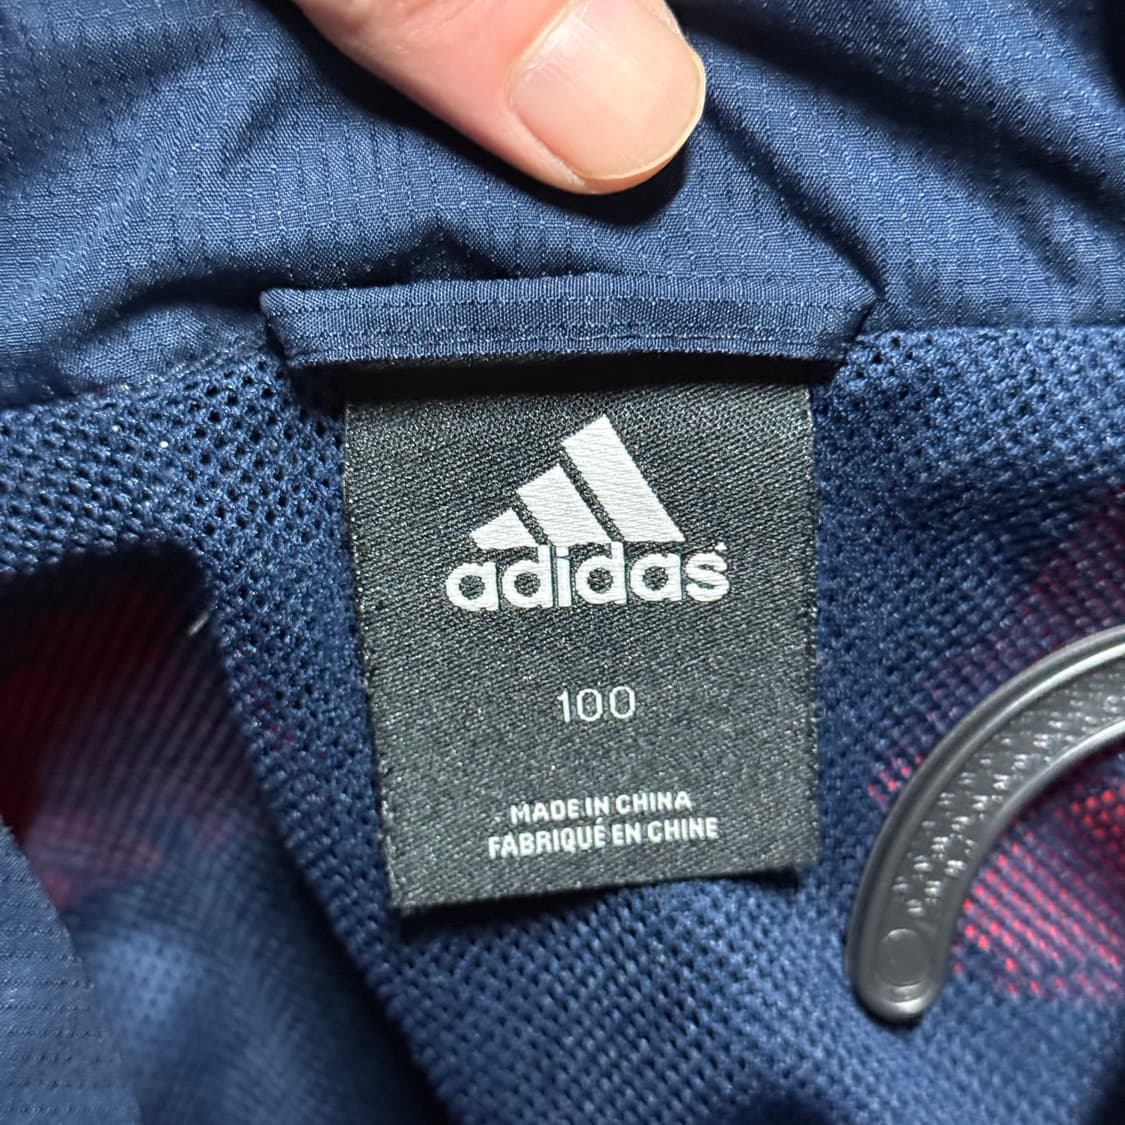 adidas
100
MADE IN CHINA
FABRIQUÉ EN CHINE